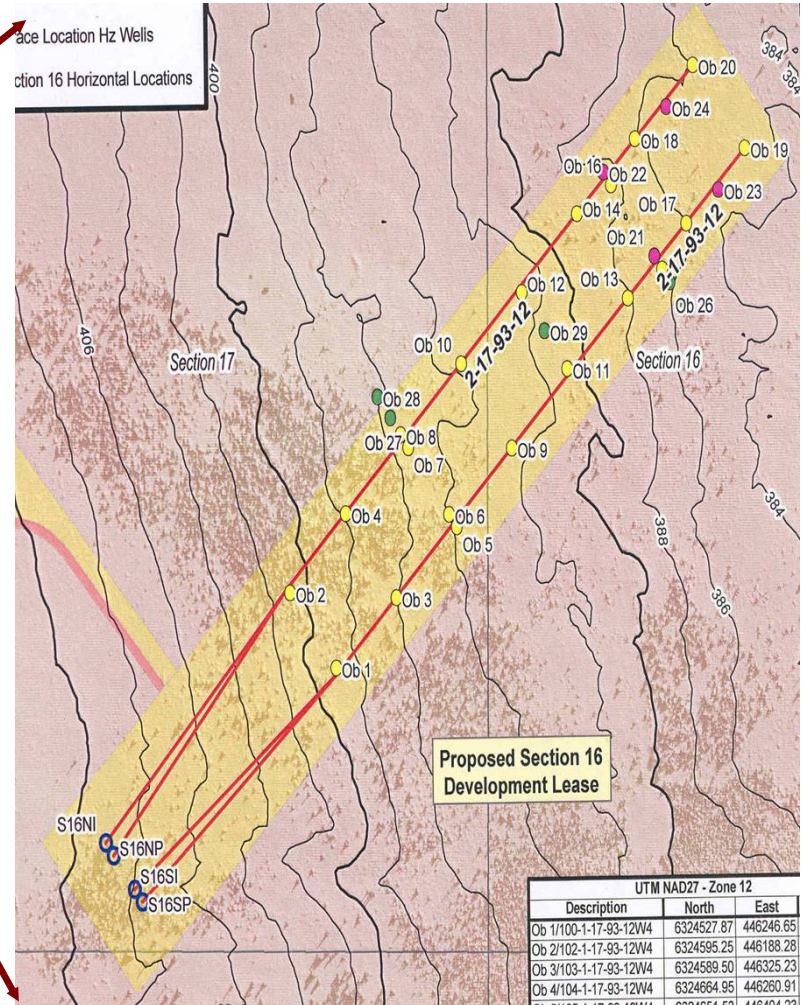 ace Location Hz Wells
ction 16 Horizontal Locations
400
384
384
Ob 20
Ob 24
Ob 18
Ob 19
Ob 16
Ob 22
Ob 23
Ob 14
Ob 17
2-17-93-12
Ob 21
Ob 12
Ob 13
Ob 26
406
Section 17
Ob 10
Ob 29
Section 16
2-17-93-12
Ob 11
Ob 28
Ob 27
Ob 8
Ob 7
Ob 9
384
Ob 4
Ob 6
388
Ob 5
Ob 2
Ob 3
386
Ob 1
Proposed Section 16
Development Lease
S16NI
S16NP
S16SI
S16SP
UTM NAD27 - Zone 12
Description North East
Ob 1/100-1-17-93-12W4 6324527.87 446246.65
Ob 2/102-1-17-93-12W4 6324595.25 446188.28
Ob 3/103-1-17-93-12W4 6324589.50 446325.23
Ob 4/104-1-17-93-12W4 6324664.95 446260.91